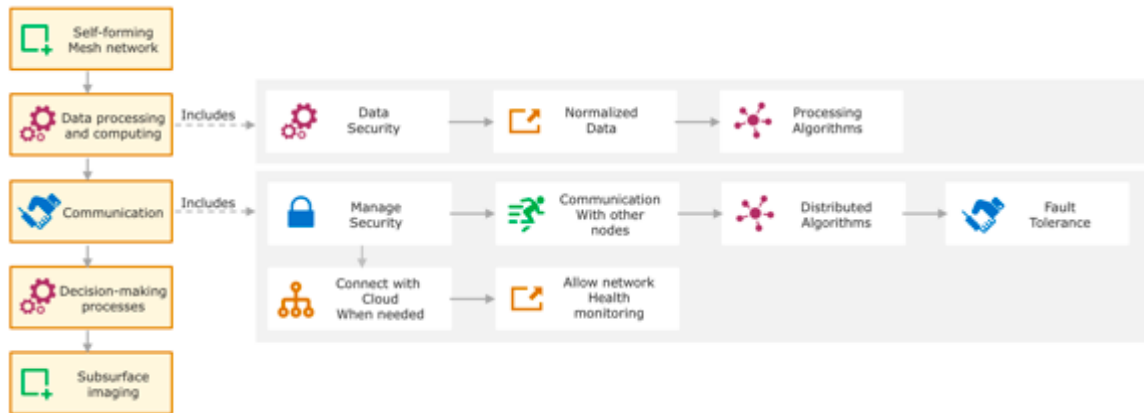 Self-forming
Mesh network
Data processing
and computing
Includes
Data
Security
Normalized
Data
Processing
Algorithms
Communication
Includes
Manage
Security
Communication
With other
nodes
Distributed
Algorithms
Fault
Tolerance
Decision-making
processes
Connect with
Cloud
When needed
Allow network
Health
monitoring
Subsurface
imaging